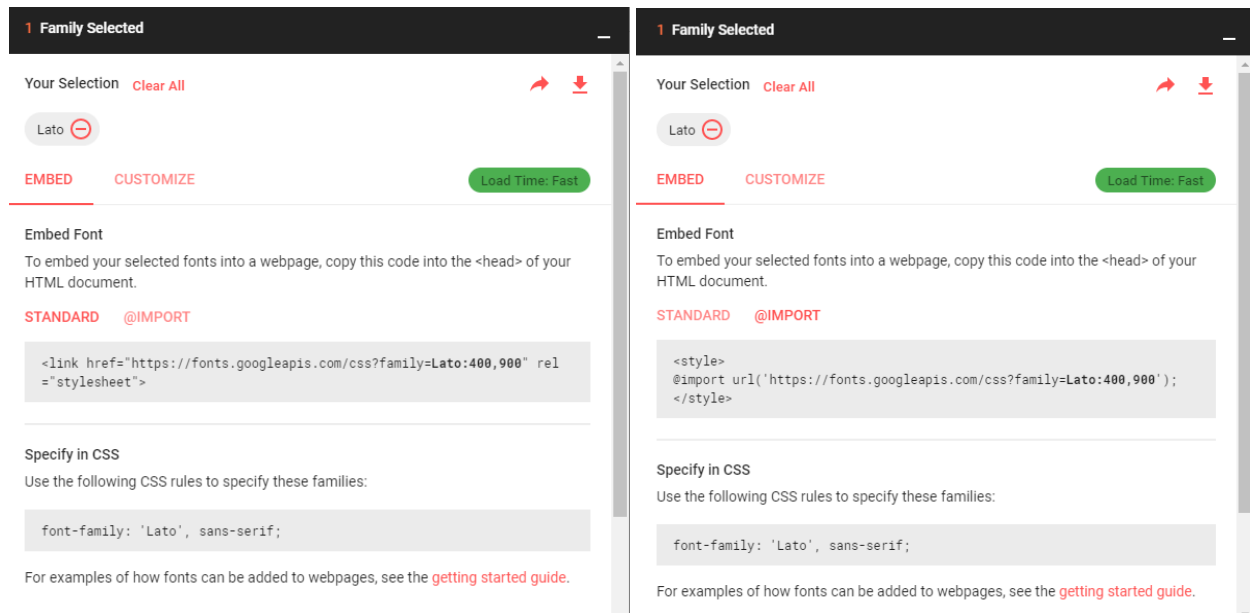 1 Family Selected
Your Selection Clear All
Lato
EMBED CUSTOMIZE Load Time: Fast
Embed Font
To embed your selected fonts into a webpage, copy this code into the <head> of your
HTML document.
STANDARD @IMPORT
<link href="https://fonts.googleapis.com/css?family=Lato:400,900" rel
="stylesheet">
Specify in CSS
Use the following CSS rules to specify these families:
font-family: 'Lato', sans-serif;
For examples of how fonts can be added to webpages, see the getting started guide.
1 Family Selected
Your Selection Clear All
Lato
EMBED CUSTOMIZE Load Time: Fast
Embed Font
To embed your selected fonts into a webpage, copy this code into the <head> of your
HTML document.
STANDARD @IMPORT
<style>
@import url('https://fonts.googleapis.com/css?family=Lato:400,900');
</style>
Specify in CSS
Use the following CSS rules to specify these families:
font-family: 'Lato', sans-serif;
For examples of how fonts can be added to webpages, see the getting started guide.